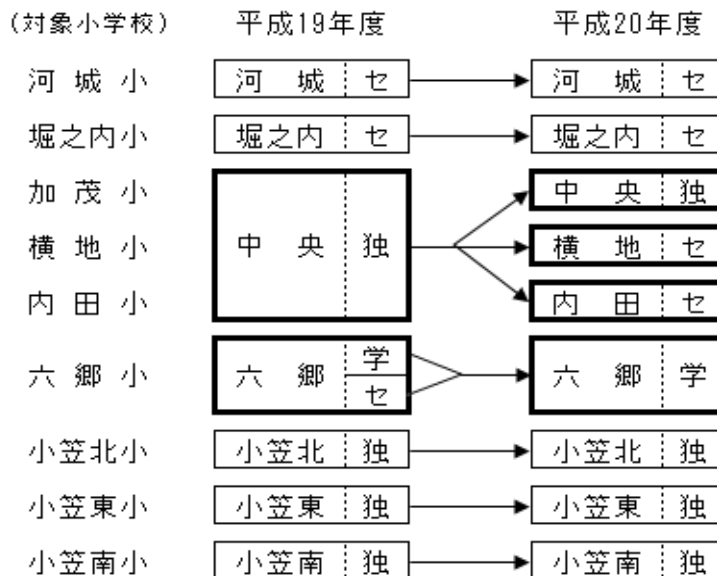 (対象小学校) 平成19年度 平成20年度
河城小 河城 セ 河城 セ
堀之内小 堀之内 セ 堀之内 セ
加茂小 中央 独
横地小 中央 独 横地 セ
内田小 内田 セ
六郷小 六郷 学 セ 六郷 学
小笠北小 小笠北 独 小笠北 独
小笠東小 小笠東 独 小笠東 独
小笠南小 小笠南 独 小笠南 独